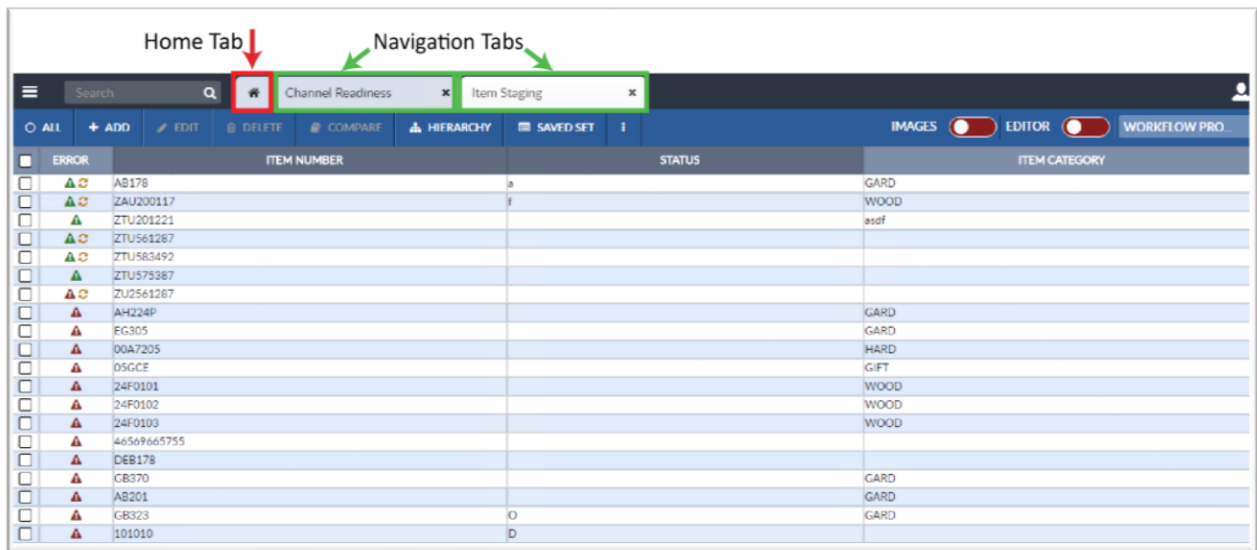 Home Tab Navigation Tabs
Search Channel Readiness × Item Staging ×
ALL + ADD EDIT DELETE COMPARE HIERARCHY SAVED SET IMAGES EDITOR WORKFLOW PRO...
ERROR ITEM NUMBER STATUS ITEM CATEGORY
AB178 a GARD
ZAU200117 f WOOD
ZTU201221 asdf
ZTU561287
ZTU583492
ZTU575387
ZU2561287
AH224P GARD
EG305 GARD
00A7205 HARD
05GCE GIFT
24F0101 WOOD
24F0102 WOOD
24F0103 WOOD
46569665755
DEB178
GB370 GARD
AB201 GARD
GB323 O GARD
101010 D